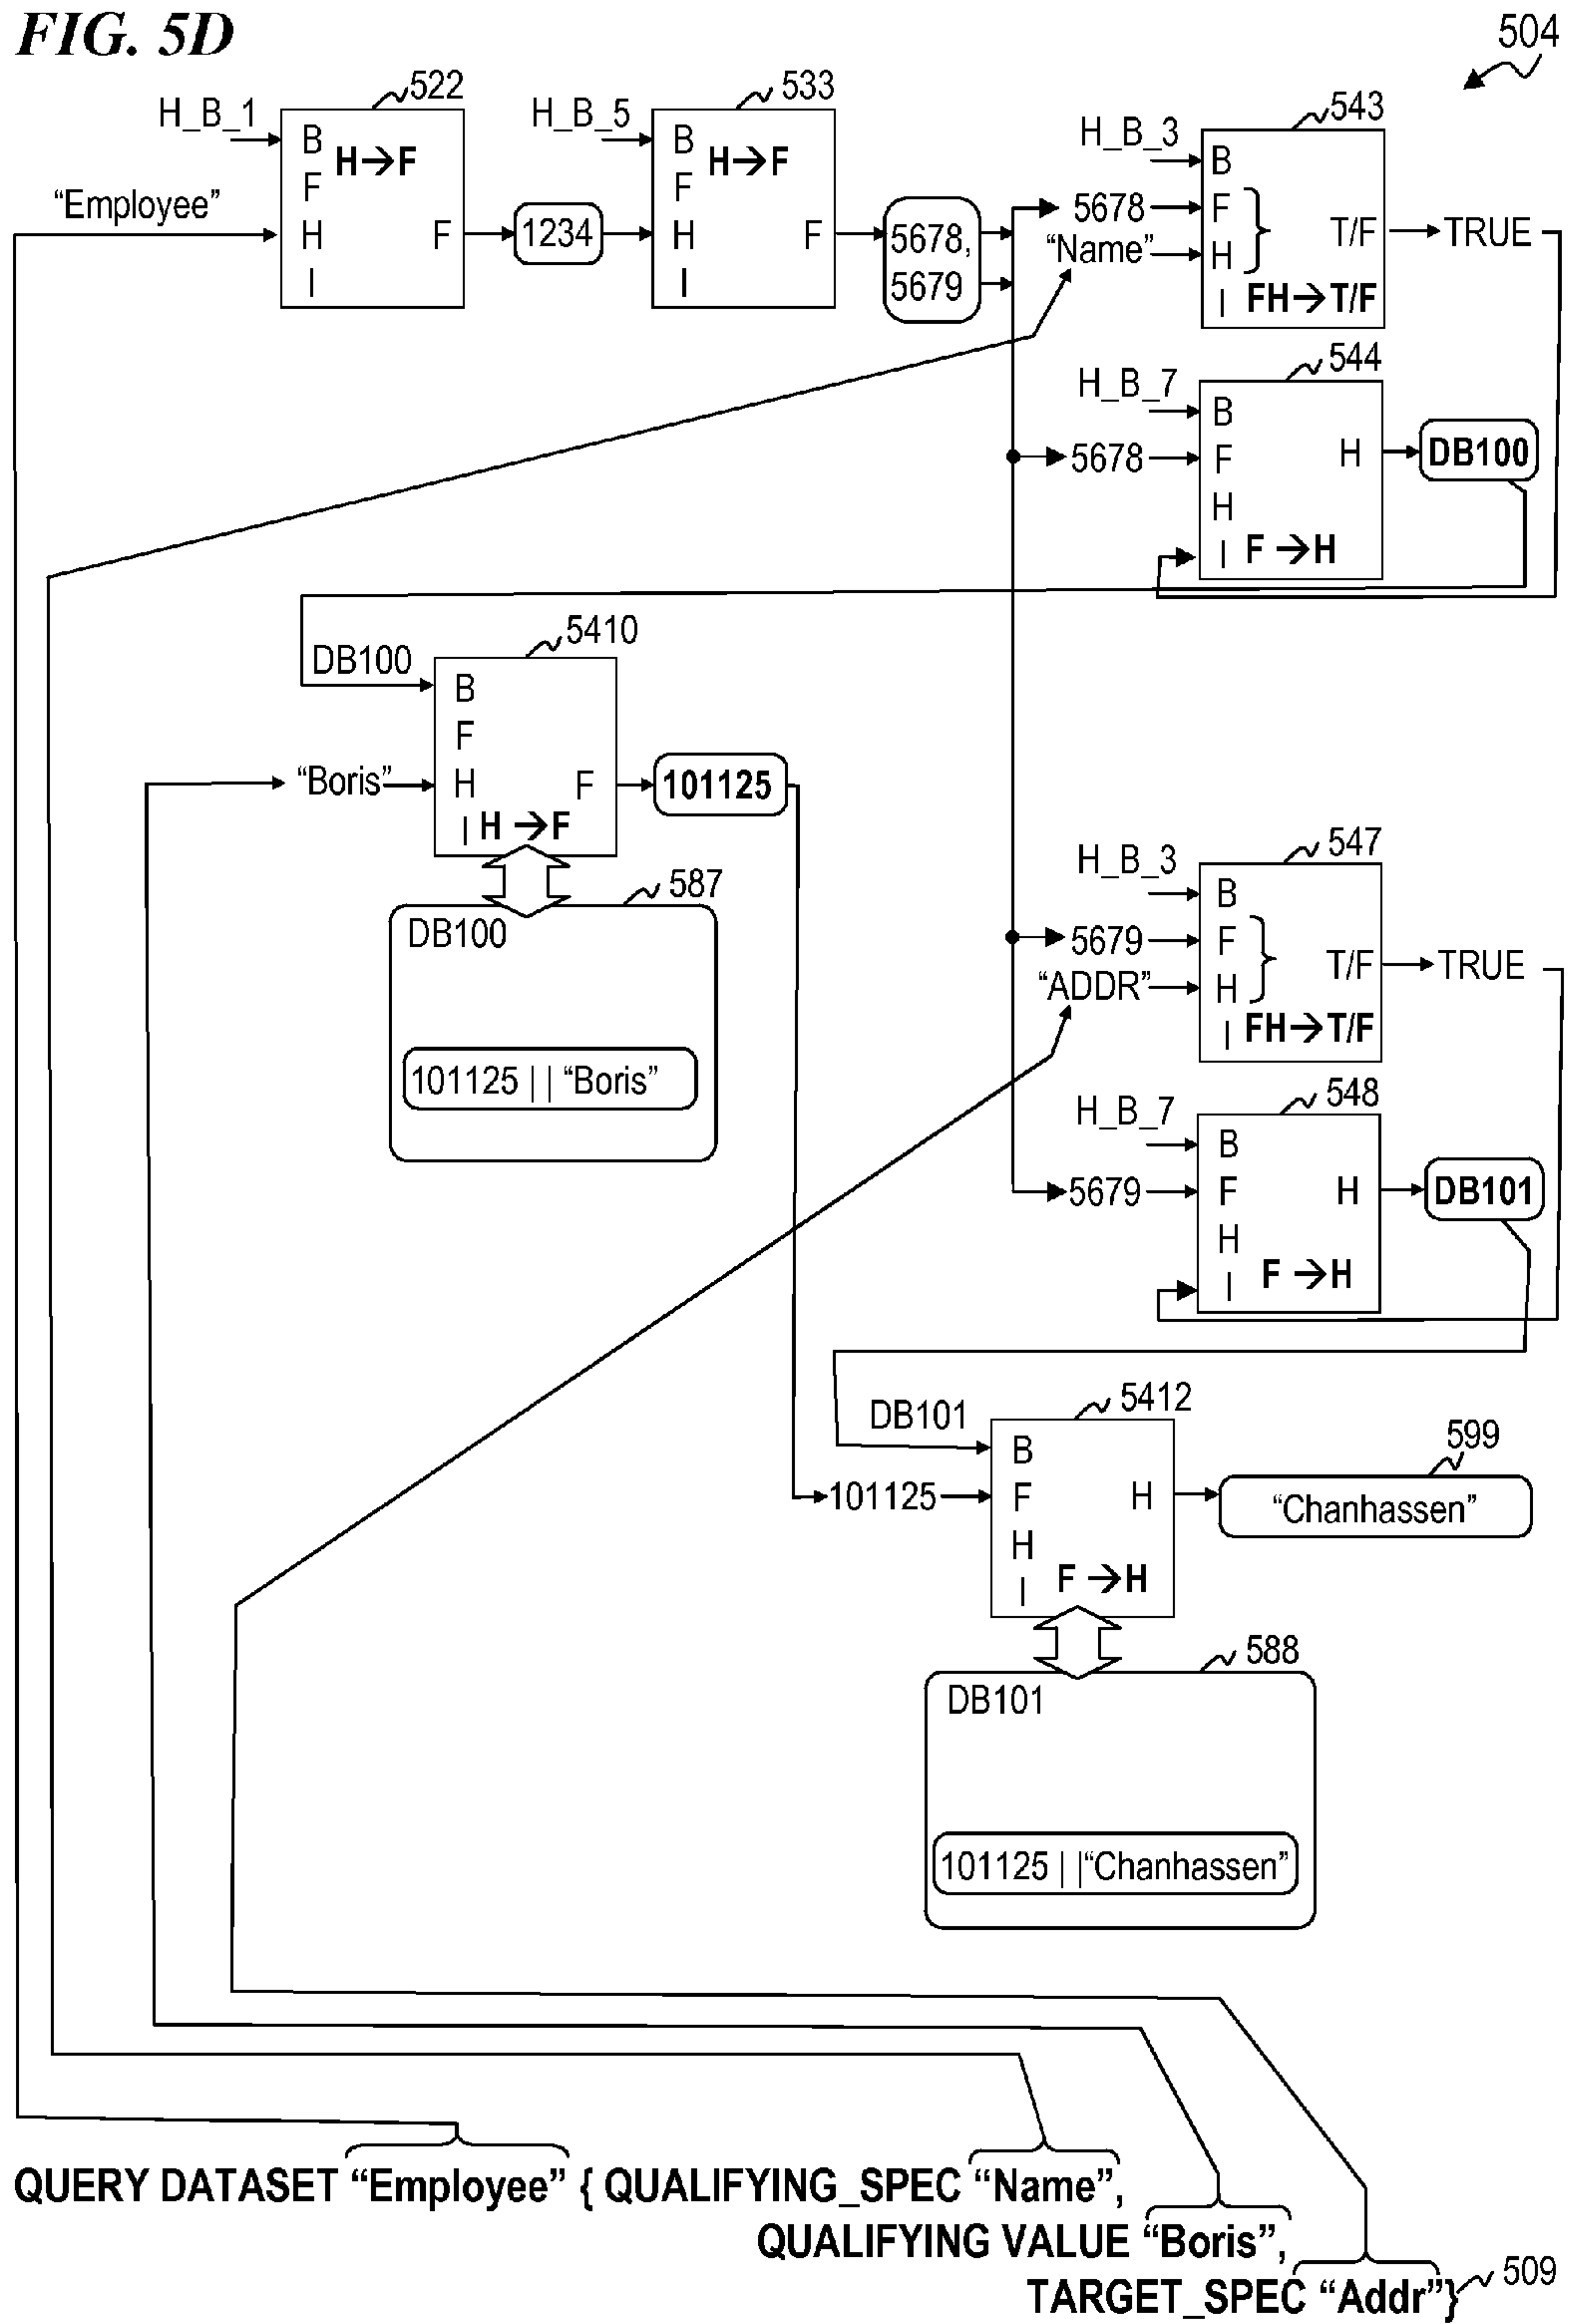 FIG. 5D
504
522
533
543
H_B_1
H_B_5
H_B_3
B
H→F
F
H
I
F
"Employee"
1234
B
H→F
F
H
I
F
5678,
5679
B
5678
F
"Name"
H
T/F
TRUE
I FH→T/F
544
H_B_7
B
5678
F
H
DB100
H
I F→H
5410
DB100
B
F
"Boris"
H
F
101125
I H→F
587
DB100
101125 || "Boris"
547
H_B_3
B
5679
F
"ADDR"
H
T/F
TRUE
I FH→T/F
548
H_B_7
B
5679
F
H
DB101
H
F→H
I
5412
DB101
B
101125
F
H
599
"Chanhassen"
H
F→H
I
588
DB101
101125 ||"Chanhassen"
QUERY DATASET "Employee" { QUALIFYING_SPEC "Name",
QUALIFYING VALUE "Boris",
TARGET_SPEC "Addr"}
509